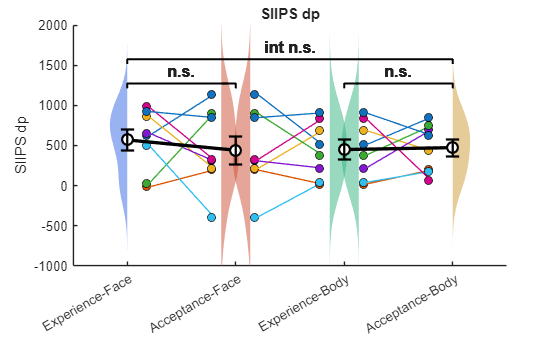 SIIPS dp
2000
int n.s.
1500
n.s.
n.s.
1000
SIIPS dp
500
0
-500
-1000
Experience-Face
Acceptance-Face
Experience-Body
Acceptance-Body